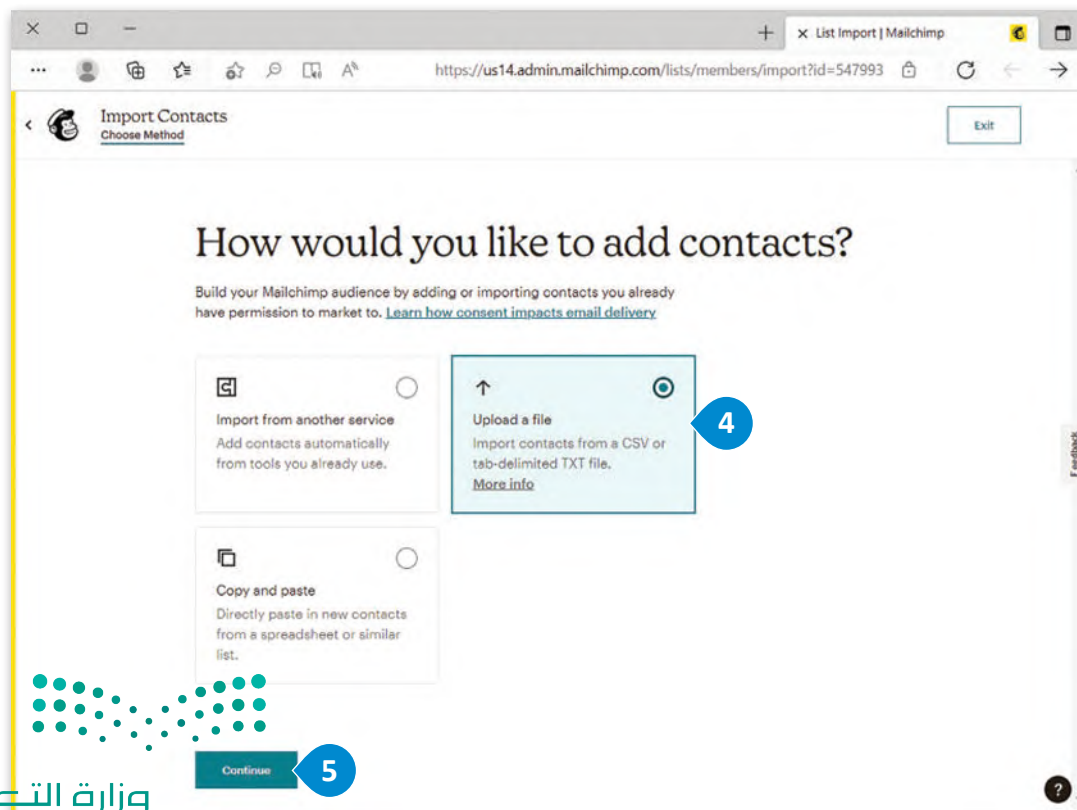 List Import | Mailchimp
https://us14.admin.mailchimp.com/lists/members/import?id=547993
Import Contacts
Choose Method
Exit
How would you like to add contacts?
Build your Mailchimp audience by adding or importing contacts you already
have permission to market to. Learn how consent impacts email delivery
Import from another service
Add contacts automatically
from tools you already use.
Upload a file
Import contacts from a CSV or
tab-delimited TXT file.
More info
4
Copy and paste
Directly paste in new contacts
from a spreadsheet or similar
list.
Feedback
Continue
5
?
وزارة